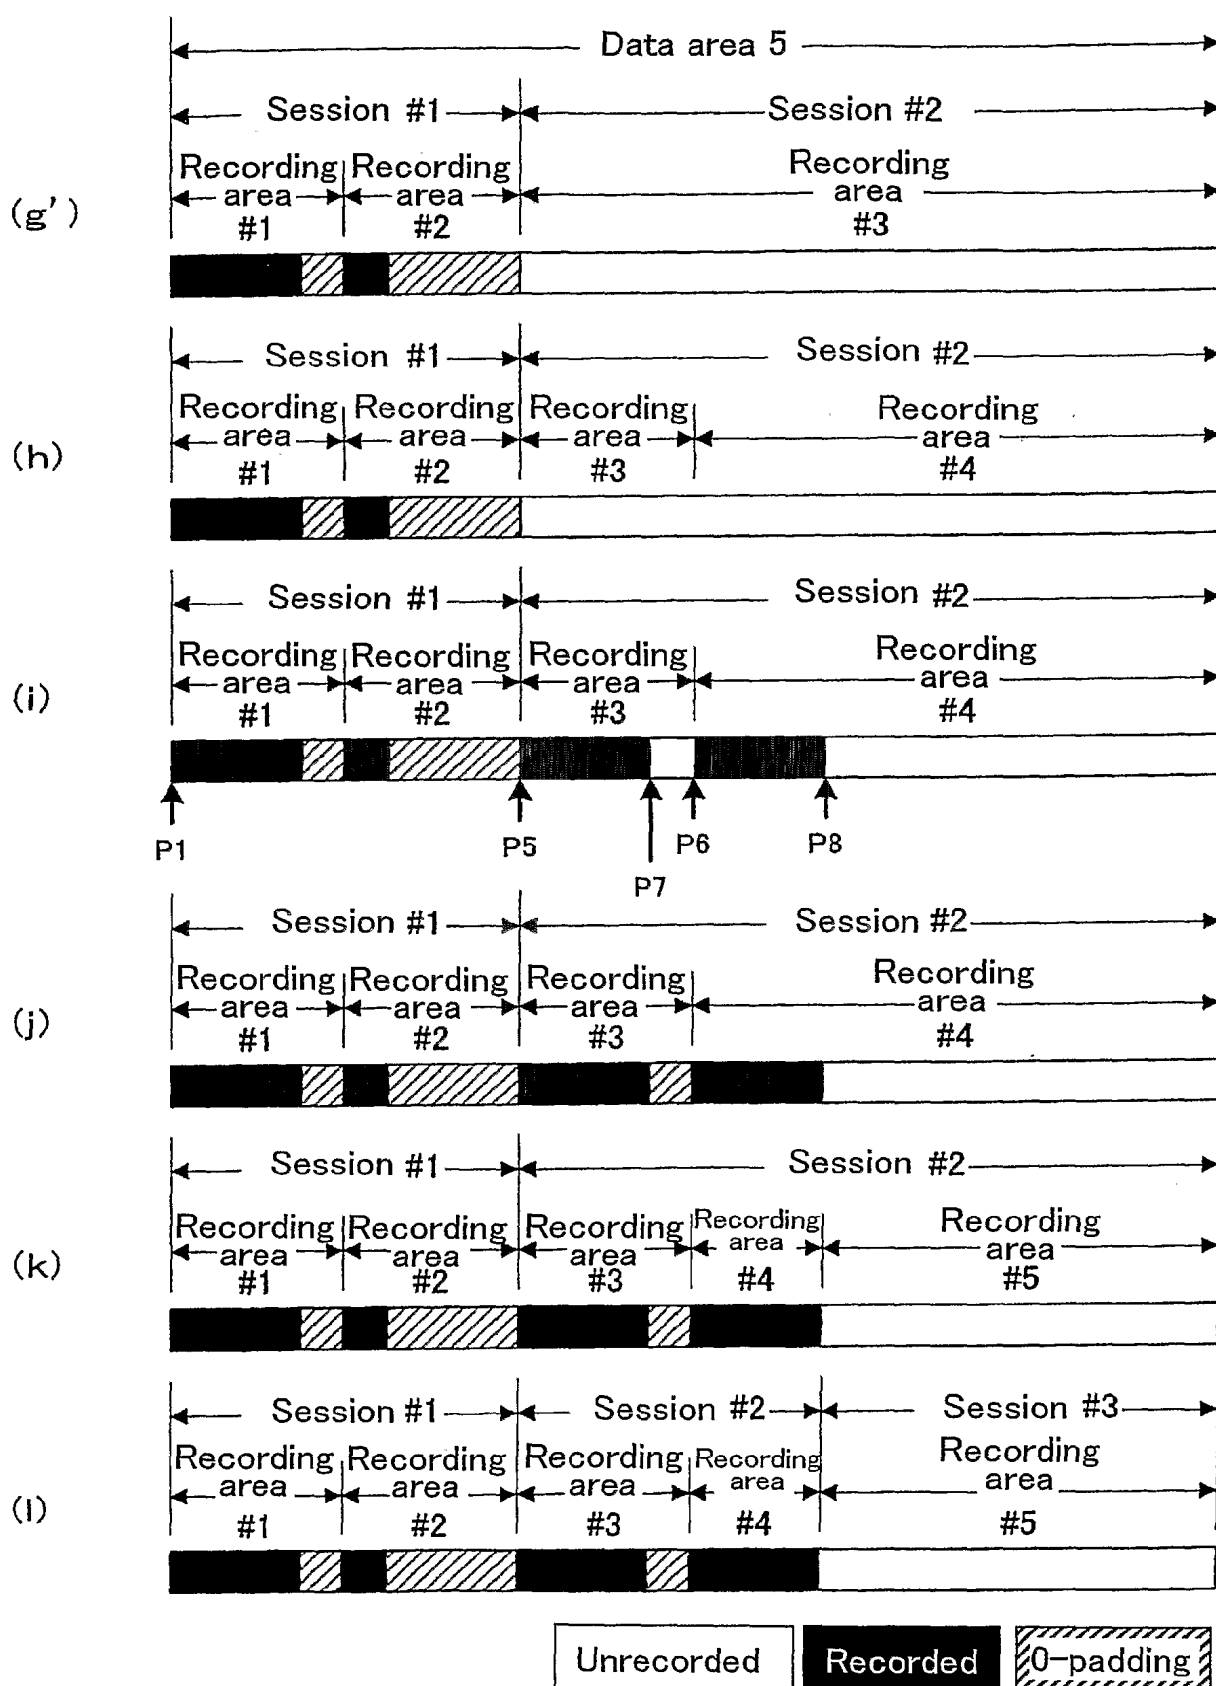 Data area 5
Session #1 Session #2
Recording Recording Recording
area area area
(g') #1 #2 #3
Session #1 Session #2
Recording Recording Recording Recording
area area area area
(h) #1 #2 #3 #4
Session #1 Session #2
Recording Recording Recording Recording
area area area area
(i) #1 #2 #3 #4
P1 P5 P6 P8
P7
Session #1 Session #2
Recording Recording Recording Recording
area area area area
(j) #1 #2 #3 #4
Session #1 Session #2
Recording Recording Recording Recording Recording
area area area area area
(k) #1 #2 #3 #4 #5
Session #1 Session #2 Session #3
Recording Recording Recording Recording Recording
area area area area area
(l) #1 #2 #3 #4 #5
Unrecorded Recorded 0-padding